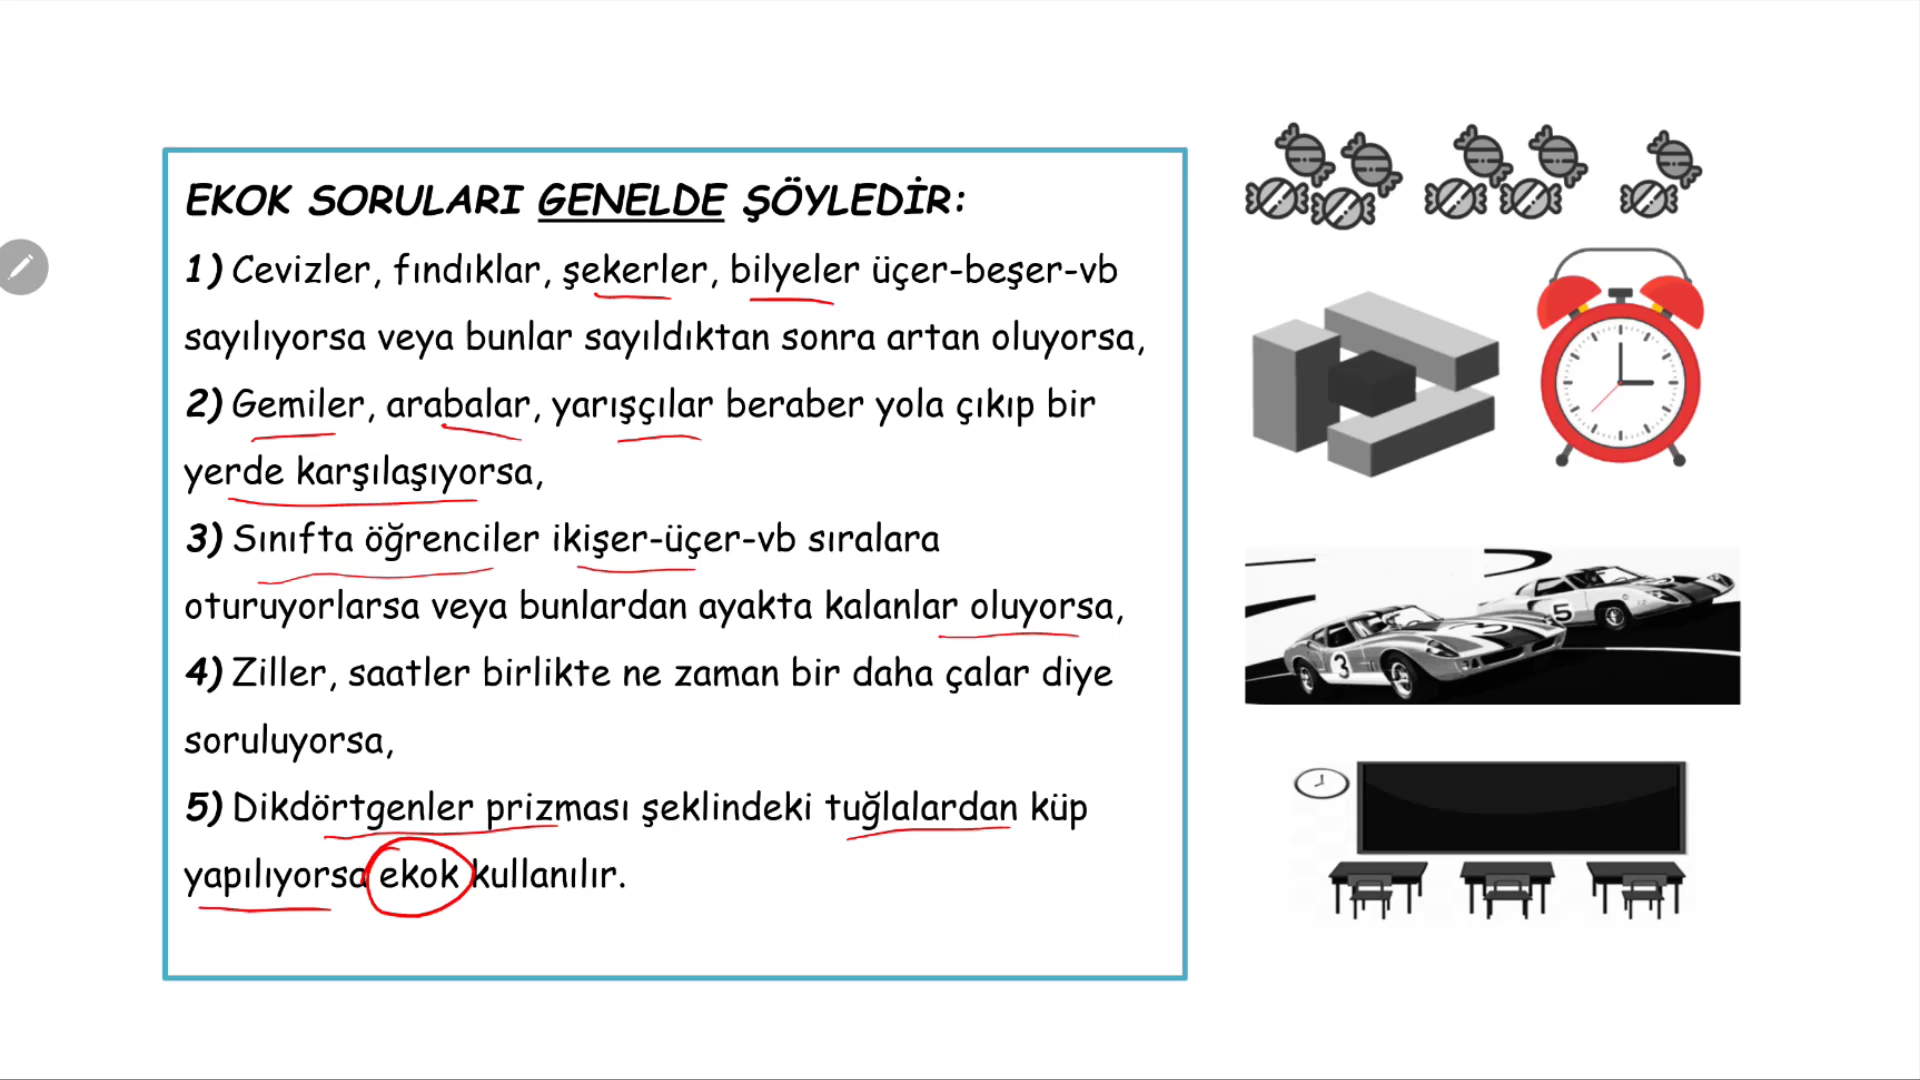 EKOK SORULARI GENELDE ŞÖYLEDİR:
1) Cevizler, fındıklar, şekerler, bilyeler üçer-beşer-vb
sayılıyorsa veya bunlar sayıldıktan sonra artan oluyorsa,
2) Gemiler, arabalar, yarışçılar beraber yola çıkıp bir
yerde karşılaşıyorsa,
3) Sınıfta öğrenciler ikişer-üçer-vb sıralara
oturuyorlarsa veya bunlardan ayakta kalanlar oluyorsa,
4) Ziller, saatler birlikte ne zaman bir daha çalar diye
soruluyorsa,
5) Dikdörtgenler prizması şeklindeki tuğlalardan küp
yapılıyorsa ekok kullanılır.
3
5